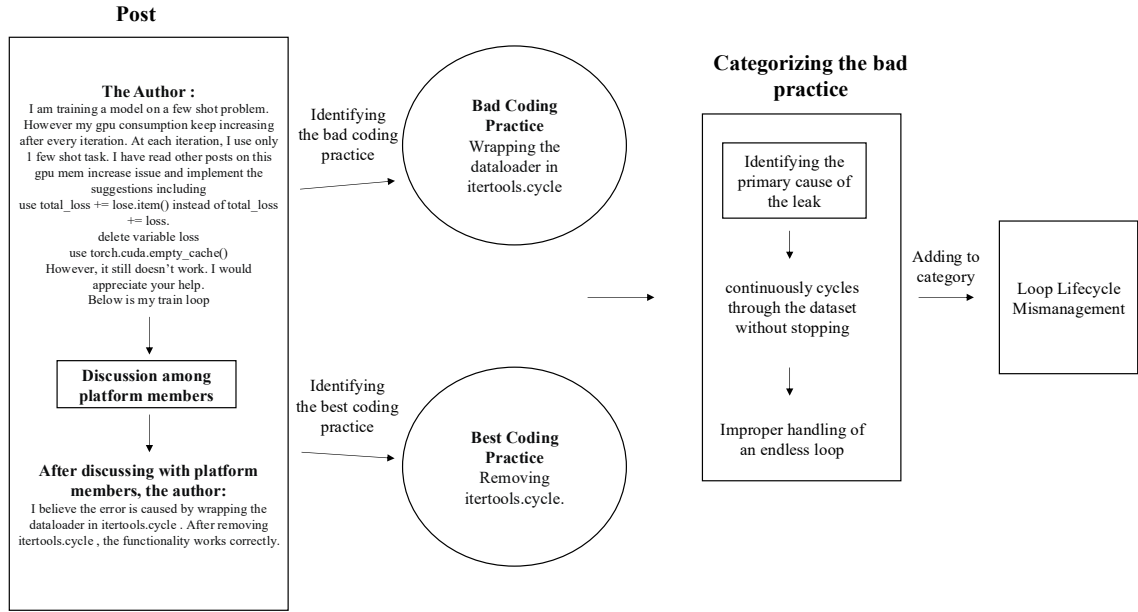 Post
The Author :
I am training a model on a few shot problem.
However my gpu consumption keep increasing
after every iteration. At each iteration, I use only
1 few shot task. I have read other posts on this
gpu mem increase issue and implement the
suggestions including
use total_loss += lose.item() instead of total_loss
+= loss.
delete variable loss
use torch.cuda.empty_cache()
However, it still doesn’t work. I would
appreciate your help.
Below is my train loop
Discussion among
platform members
After discussing with platform
members, the author:
I believe the error is caused by wrapping the
dataloader in itertools.cycle . After removing
itertools.cycle , the functionality works correctly.
Identifying
the bad coding
practice
Bad Coding
Practice
Wrapping the
dataloader in
itertools.cycle
Identifying
the best coding
practice
Best Coding
Practice
Removing
itertools.cycle.
Categorizing the bad
practice
Identifying the
primary cause of
the leak
continuously cycles
through the dataset
without stopping
Improper handling of
an endless loop
Adding to
category
Loop Lifecycle
Mismanagement